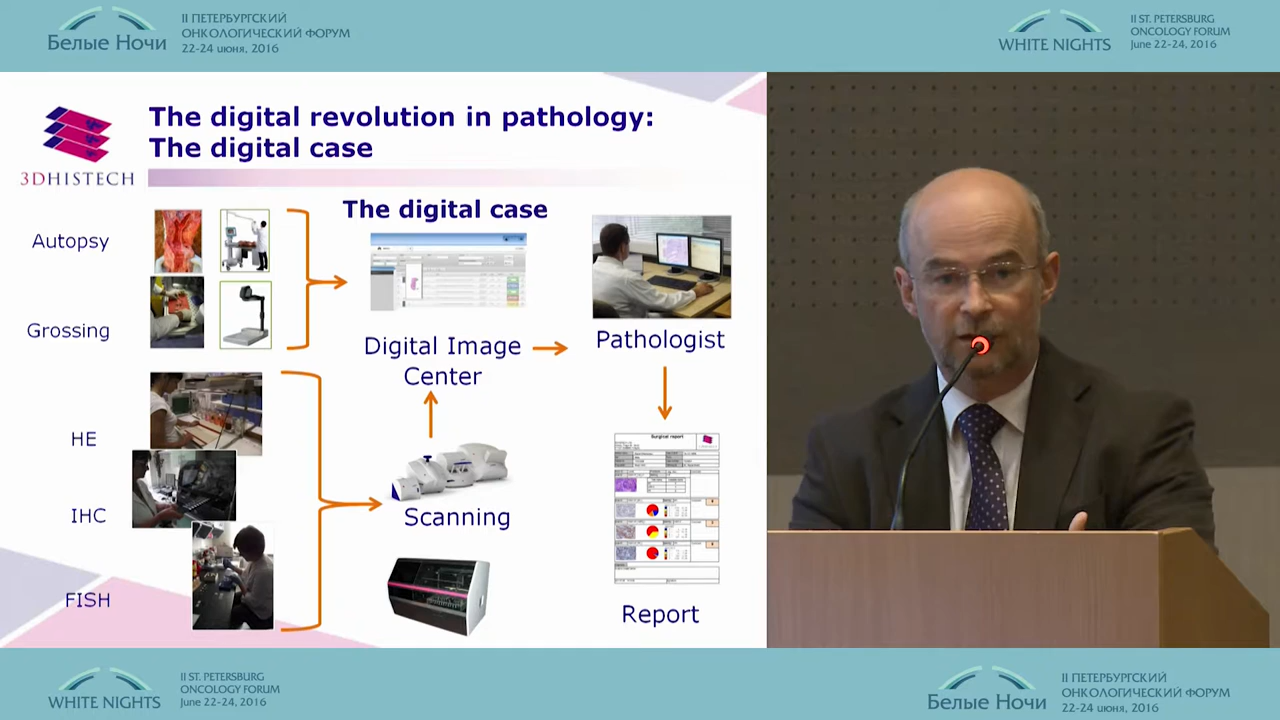 Белые Ночи
II ПЕТЕРБУРГСКИЙ
ОНКОЛОГИЧЕСКИЙ ФОРУМ
22-24 июня, 2016
WHITE NIGHTS
II ST. PETERSBURG
ONCOLOGY FORUM
June 22-24, 2016
3DHISTECH
The digital revolution in pathology:
The digital case
The digital case
Autopsy
Grossing
Digital Image
Center
Pathologist
HE
IHC
FISH
Scanning
Surgical report
Report
WHITE NIGHTS
II ST. PETERSBURG
ONCOLOGY FORUM
June 22-24, 2016
Белые Ночи
II ПЕТЕРБУРГСКИЙ
ОНКОЛОГИЧЕСКИЙ ФОРУМ
22-24 июня, 2016